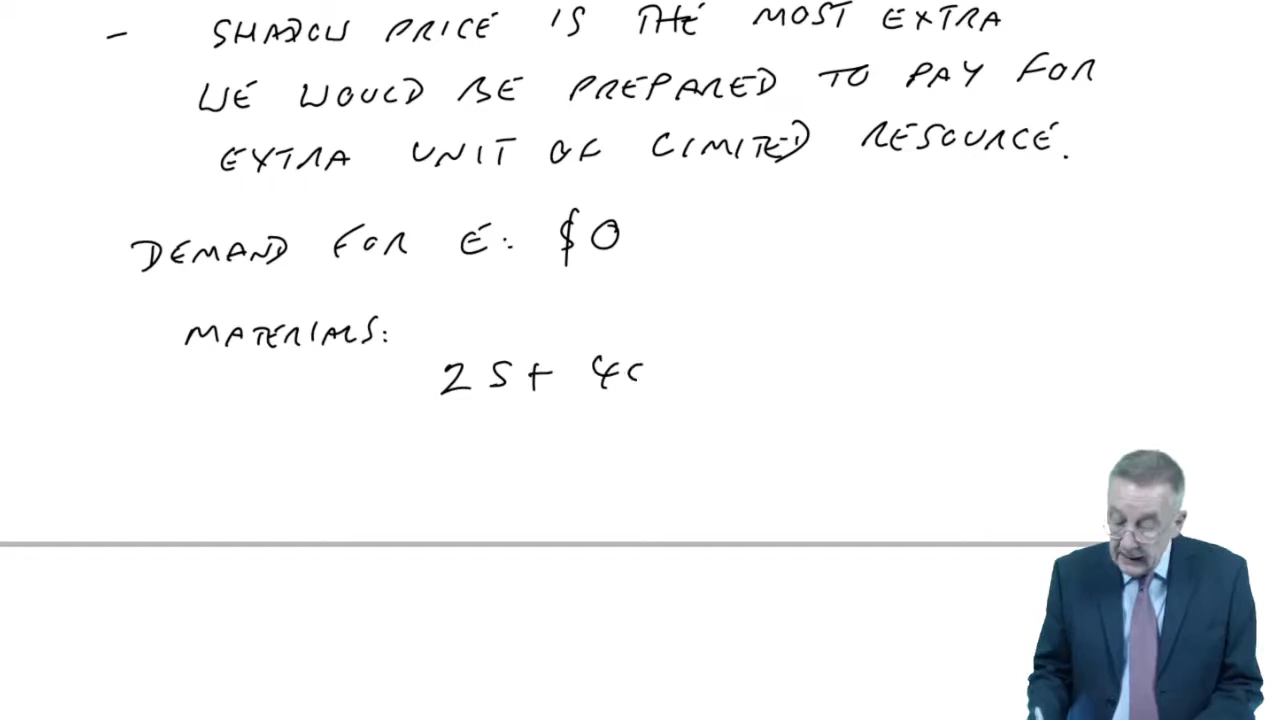 - SHADOW PRICE IS THE MOST EXTRA
WE WOULD BE PREPARED TO PAY FOR
EXTRA UNIT OF LIMITED RESOURCE.
DEMAND FOR E: $0
MATERIALS:
2S + 4